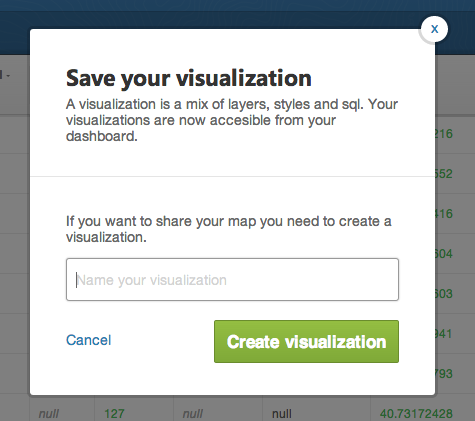 x
Save your visualization
A visualization is a mix of layers, styles and sql. Your
visualizations are now accesible from your
dashboard.
216
552
416
If you want to share your map you need to create a
visualization.
604
Name your visualization
603
Cancel
Create visualization
941
793
null
127
null
null
40.73172428